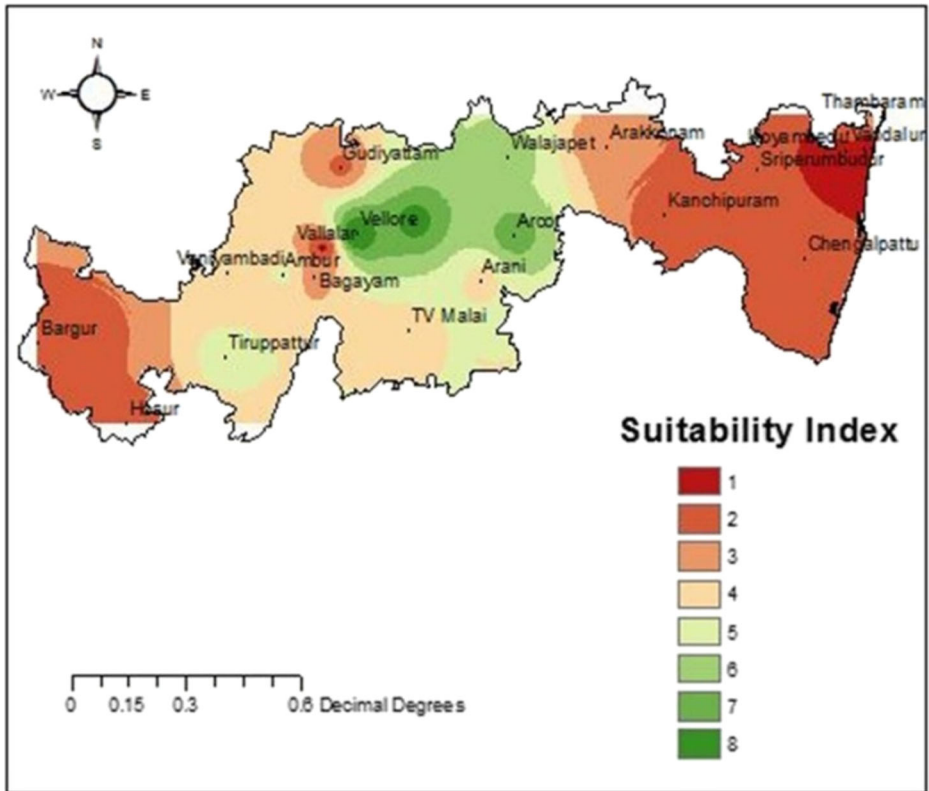 N
W E
S
Thambaram
Koyambedu Vandalur
Walajapet Arakkonam
Gudiyattam Sriperumbudur
Kanchipuram
Vellore Arcot
Vallalar
Chengalpattu
Vaniyambadi Ambur Arani
Bagayam
TV Malai
Bargur
Tiruppattur
Hosur
Suitability Index
1
2
3
4
5
6
7
8
0 0.15 0.3 0.6 Decimal Degrees